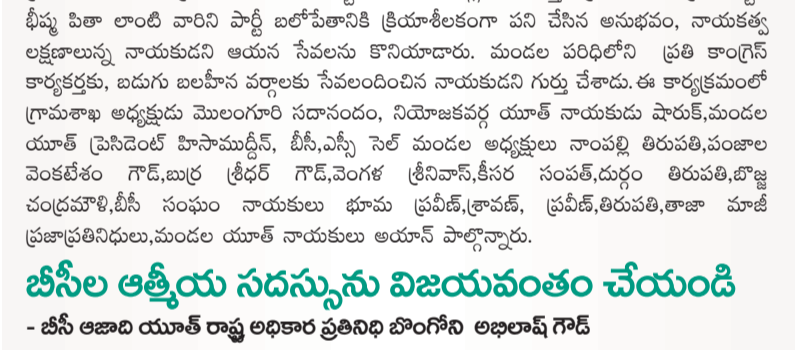 భీష్మ పితా లాంటి వారిని పార్టీ బలోపేతానికి క్రియాశీలకంగా పని చేసిన అనుభవం, నాయకత్వ
లక్షణాలున్న నాయకుడని ఆయన సేవలను కొనియాడారు. మండల పరిధిలోని ప్రతి కాంగ్రెస్
కార్యకర్తకు, బడుగు బలహీన వర్గాలకు సేవలందించిన నాయకుడని గుర్తు చేశాడు.ఈ కార్యక్రమంలో
గ్రామశాఖ అధ్యక్షుడు మొలంగూరి సదానందం, నియోజకవర్గ యూత్ నాయకుడు షారుక్,మండల
యూత్ ప్రెసిడెంట్ హిసాముద్దీన్, బీసీ,ఎస్సీ సెల్ మండల అధ్యక్షులు నాంపల్లి తిరుపతి,పంజాల
వెంకటేశం గౌడ్,బుర్ర శ్రీధర్ గౌడ్,వెంగళ శ్రీనివాస్,కీసర సంపత్,దుర్గం తిరుపతి,బొజ్జ
చంద్రమౌళి,బీసీ సంఘం నాయకులు భూమ ప్రవీణ్,శ్రావణ్, ప్రవీణ్,తిరుపతి,తాజా మాజీ
ప్రజాప్రతినిధులు,మండల యూత్ నాయకులు అయాన్ పాల్గొన్నారు.
బీసీల ఆత్మీయ సదస్సును విజయవంతం చేయండి
- బీసీ ఆజాది యూత్ రాష్ట్ర అధికార ప్రతినిధి బొంగోని అభిలాష్ గౌడ్